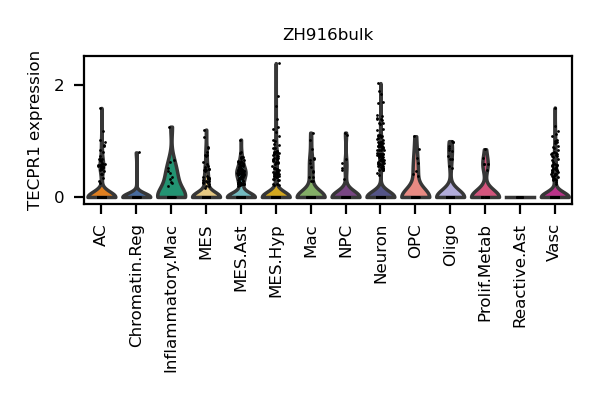 ZH916bulk
TECPR1 expression
2
0
AC
Chromatin.Reg
Inflammatory.Mac
MES
MES.Ast
MES.Hyp
Mac
NPC
Neuron
OPC
Oligo
Prolif.Metab
Reactive.Ast
Vasc